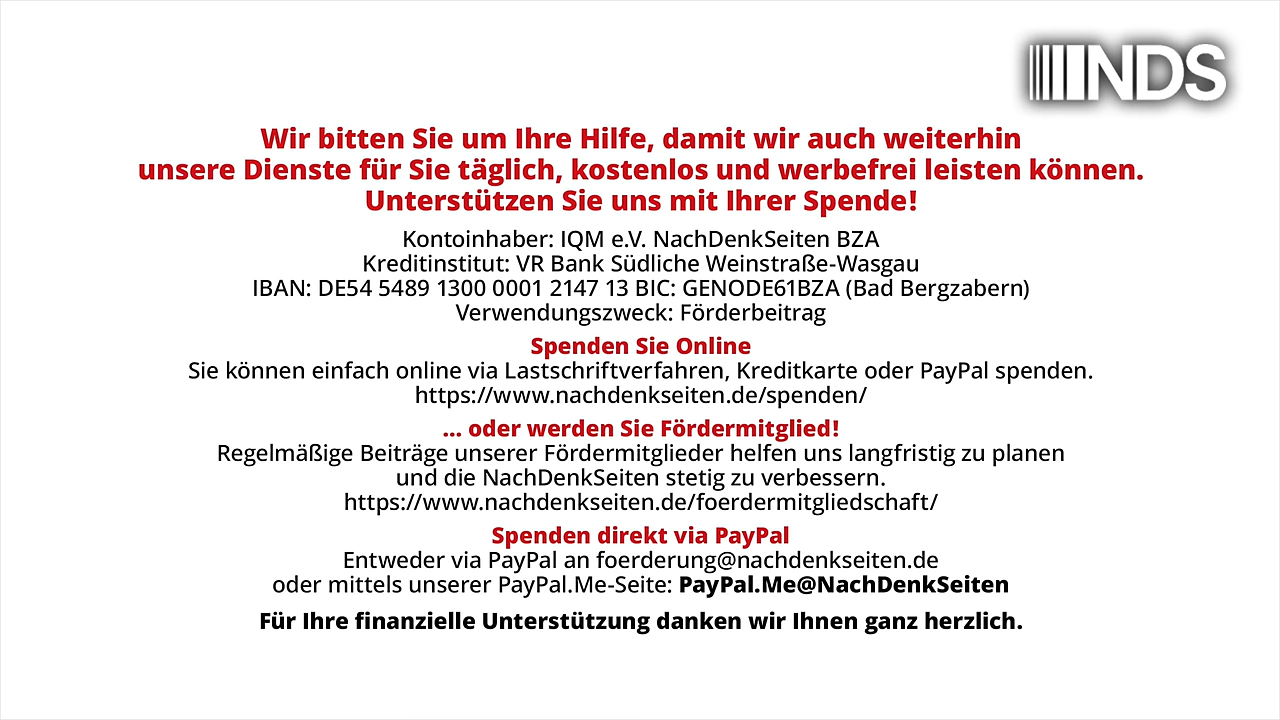 NDS
Wir bitten Sie um Ihre Hilfe, damit wir auch weiterhin
unsere Dienste für Sie täglich, kostenlos und werbefrei leisten können.
Unterstützen Sie uns mit Ihrer Spende!
Kontoinhaber: IQM e.V. NachDenkSeiten BZA
Kreditinstitut: VR Bank Südliche Weinstraße-Wasgau
IBAN: DE54 5489 1300 0001 2147 13 BIC: GENODE61BZA (Bad Bergzabern)
Verwendungszweck: Förderbeitrag
Spenden Sie Online
Sie können einfach online via Lastschriftverfahren, Kreditkarte oder PayPal spenden.
https://www.nachdenkseiten.de/spenden/
... oder werden Sie Fördermitglied!
Regelmäßige Beiträge unserer Fördermitglieder helfen uns langfristig zu planen
und die NachDenkSeiten stetig zu verbessern.
https://www.nachdenkseiten.de/foerdermitgliedschaft/
Spenden direkt via PayPal
Entweder via PayPal an foerderung@nachdenkseiten.de
oder mittels unserer PayPal.Me-Seite: PayPal.Me@NachDenkSeiten
Für Ihre finanzielle Unterstützung danken wir Ihnen ganz herzlich.